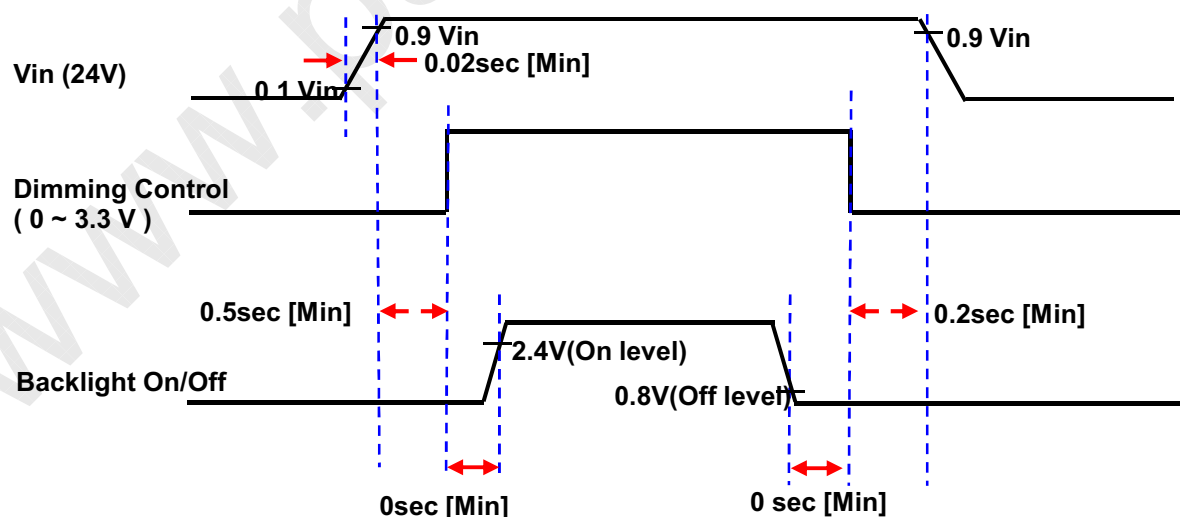 0.9 Vin
0.9 Vin
0.02sec [Min]
Vin (24V)
0.1 Vin
Dimming Control
( 0 ~ 3.3 V )
0.5sec [Min]
0.2sec [Min]
2.4V(On level)
Backlight On/Off
0.8V(Off level)
0sec [Min]
0 sec [Min]
www.p